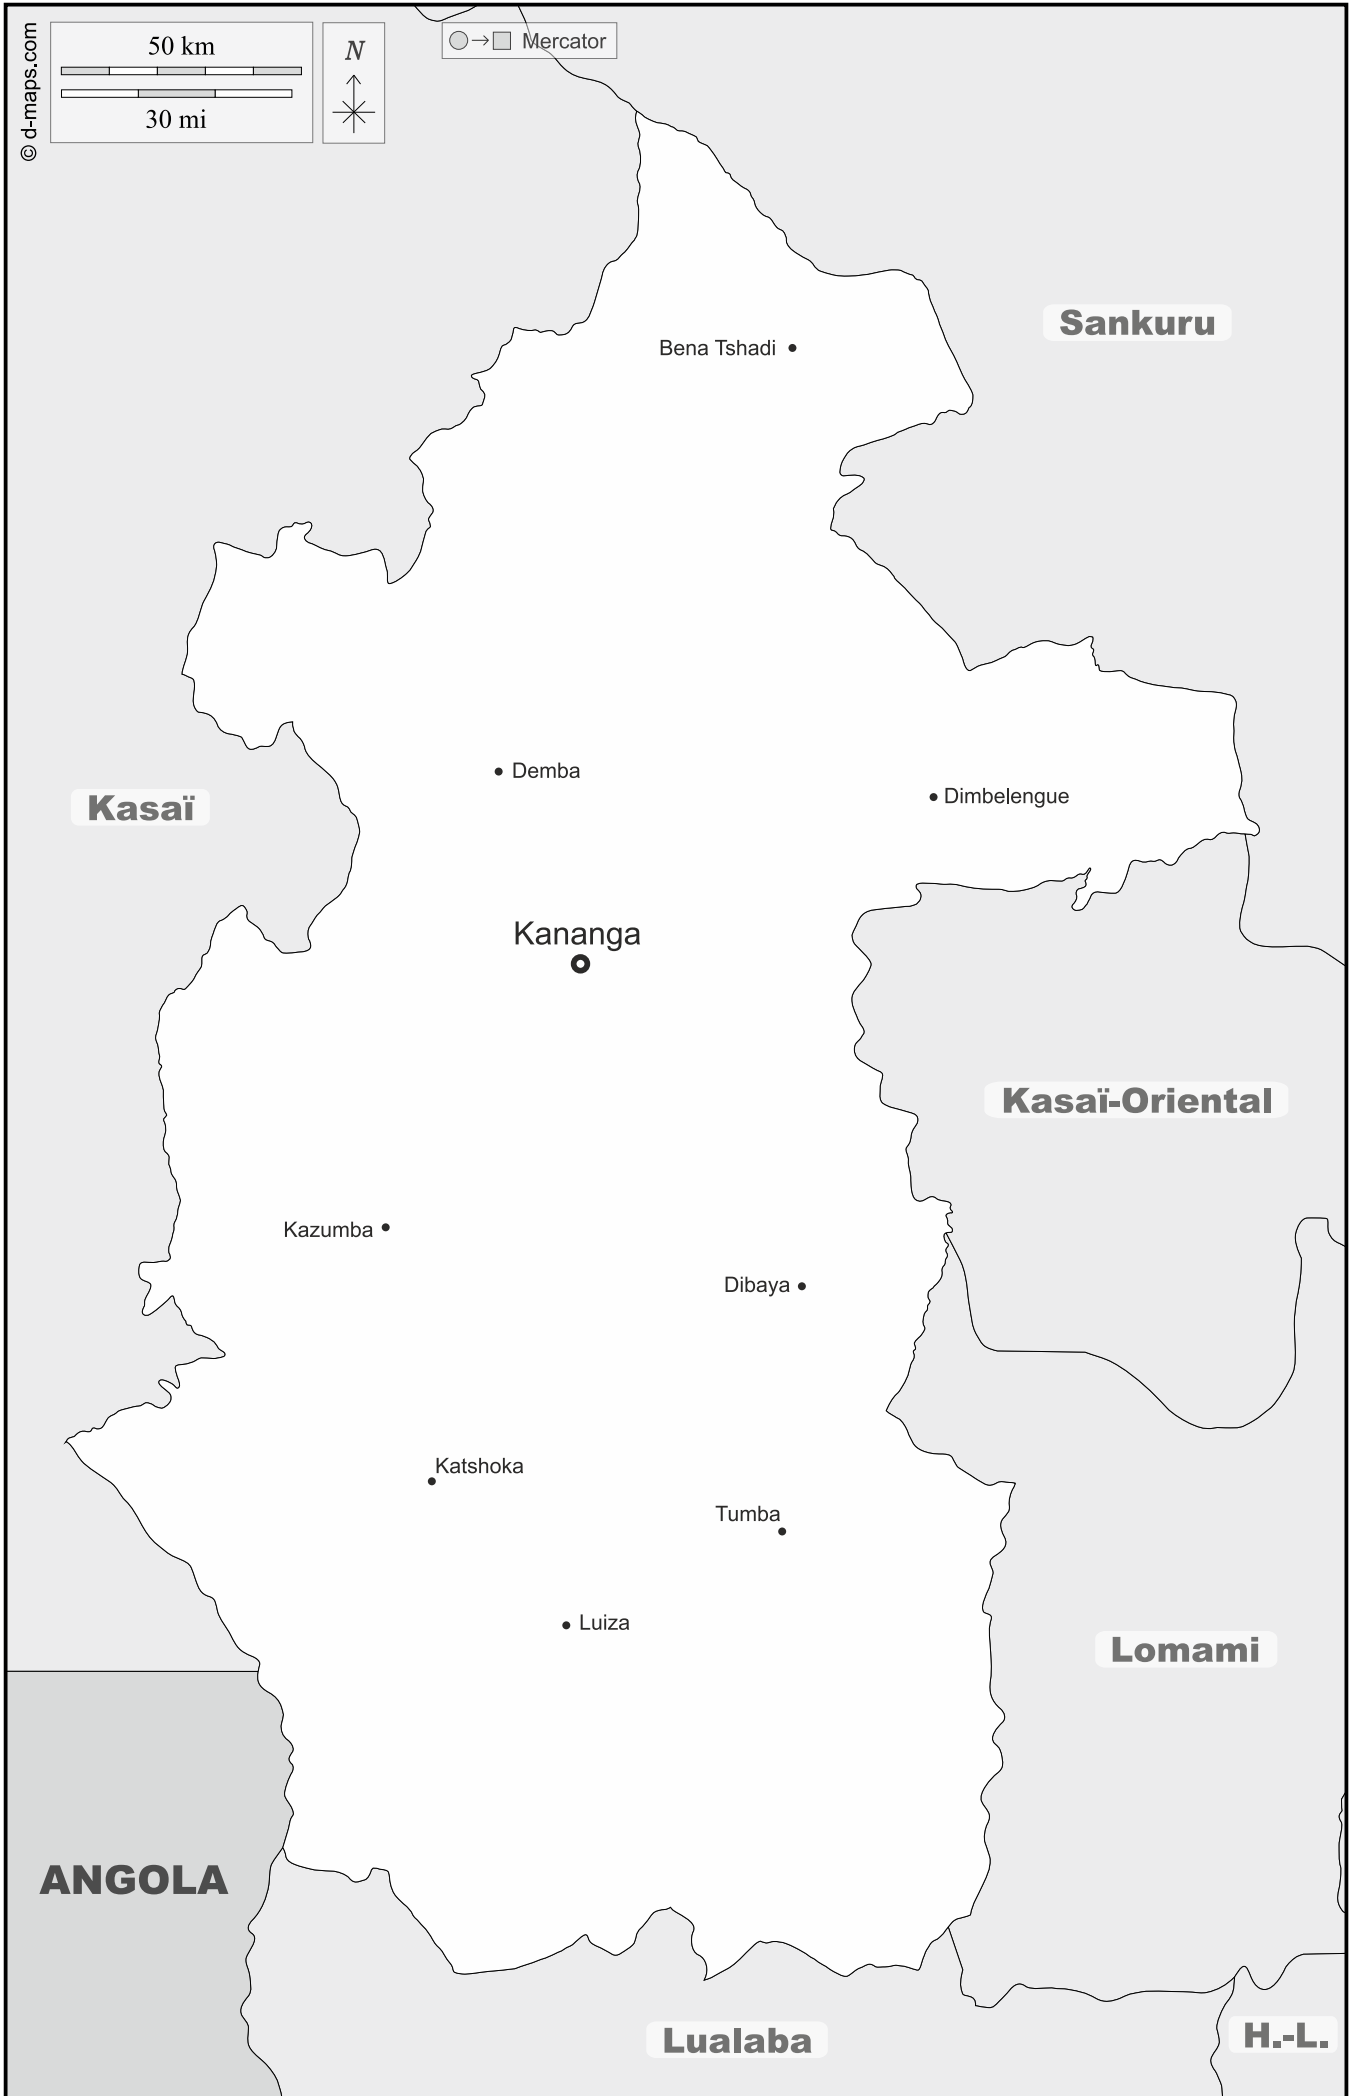 © d-maps.com
50 km
30 mi
N
Mercator
Sankuru
Bena Tshadi
Demba
Dimbelengue
Kasaï
Kananga
Kasaï-Oriental
Kazumba
Dibaya
Katshoka
Tumba
Luiza
Lomami
ANGOLA
Lualaba
H.-L.